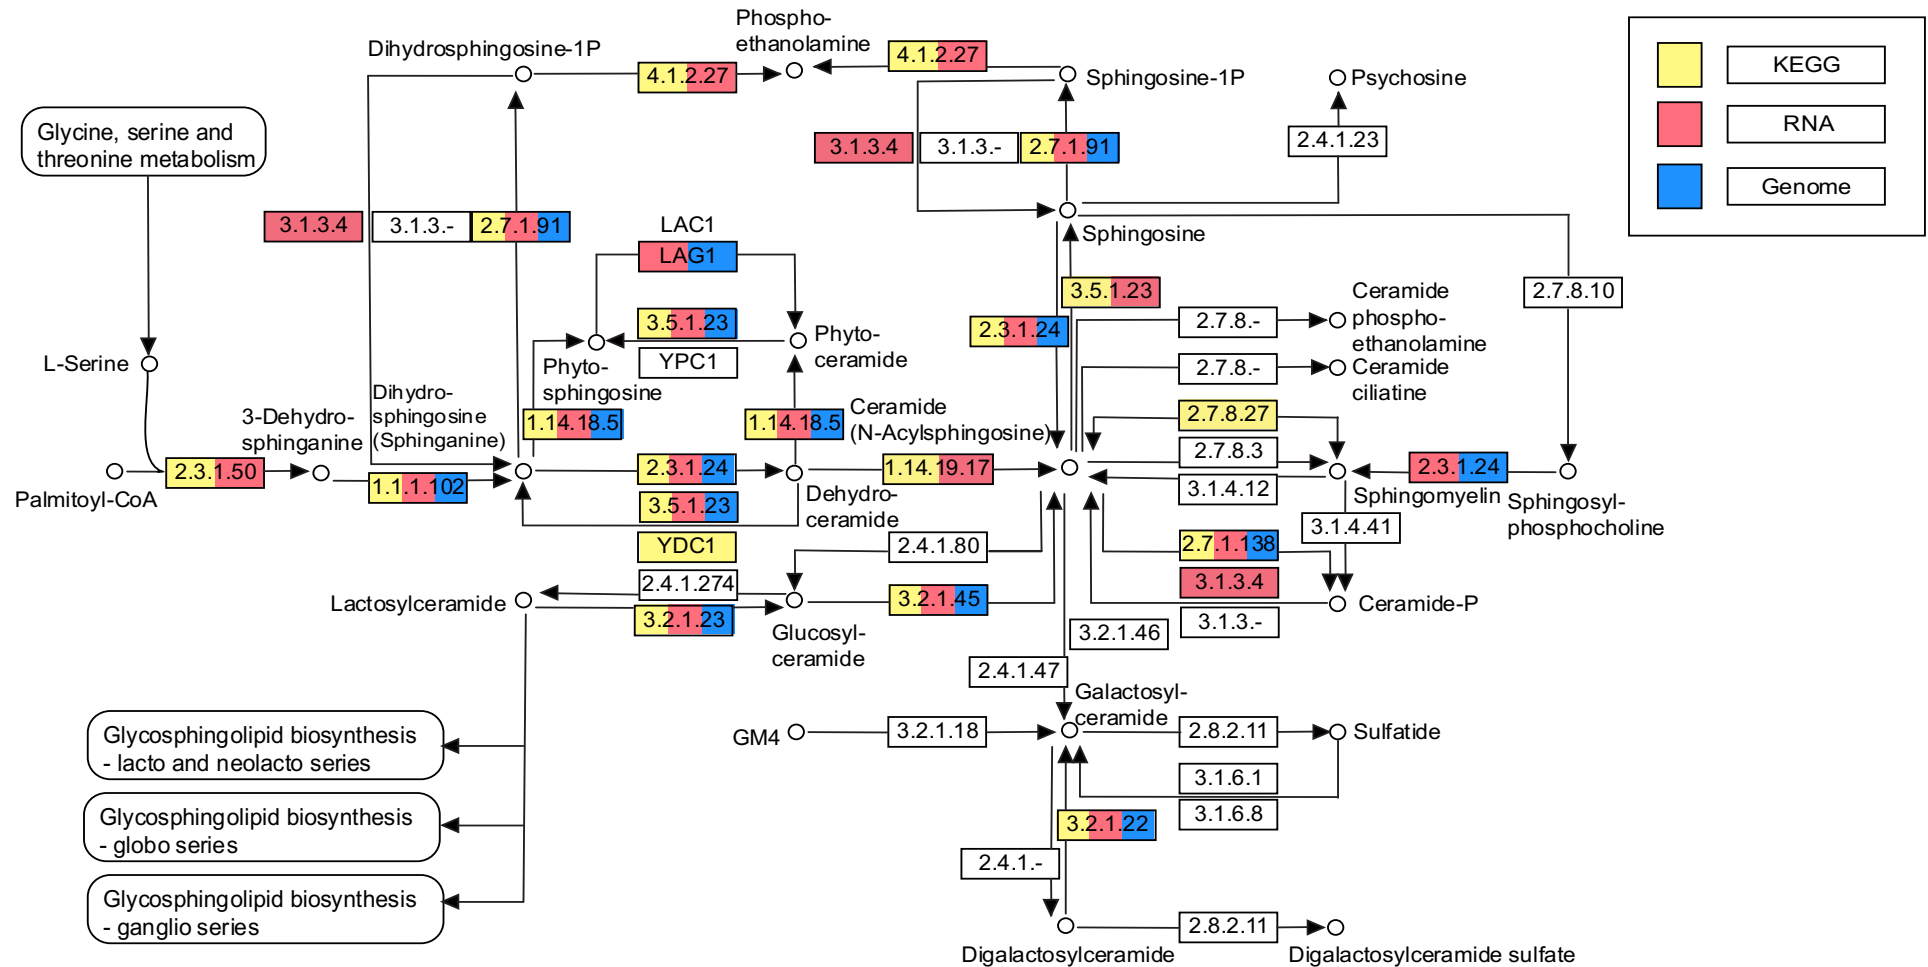 Phospho-
ethanolamine
Dihydrosphingosine-1P
4.1.2.27
4.1.2.27
Sphingosine-1P
Psychosine
KEGG
RNA
Genome
Glycine, serine and
threonine metabolism
3.1.3.4
3.1.3.-
2.7.1.91
2.4.1.23
3.1.3.4
3.1.3.-
2.7.1.91
LAC1
LAG1
Sphingosine
3.5.1.23
2.7.8.10
2.3.1.24
3.5.1.23
YPC1
Phyto-
ceramide
2.7.8.-
Ceramide
phospho-
ethanolamine
2.7.8.-
Ceramide
ciliatine
L-Serine
Phyto-
sphingosine
Dihydro-
sphingosine
(Sphinganine)
3-Dehydro-
sphinganine
1.14.18.5
1.14.18.5
Ceramide
(N-Acylsphingosine)
2.7.8.27
2.7.8.3
3.1.4.12
Palmitoyl-CoA
2.3.1.50
1.1.1.102
2.3.1.24
3.5.1.23
YDC1
Dehydro-
ceramide
1.14.19.17
Sphingomyelin
2.3.1.24
Sphingosyl-
phosphocholine
3.1.4.41
2.4.1.80
2.7.1.138
3.1.3.4
3.1.3.-
Ceramide-P
2.4.1.274
3.2.1.23
Lactosylceramide
Glucosyl-
ceramide
3.2.1.45
3.2.1.46
2.4.1.47
Galactosyl-
ceramide
GM4
3.2.1.18
2.8.2.11
Sulfatide
3.1.6.1
3.1.6.8
Glycosphingolipid biosynthesis
- lacto and neolacto series
Glycosphingolipid biosynthesis
- globo series
Glycosphingolipid biosynthesis
- ganglio series
3.2.1.22
2.4.1.-
2.8.2.11
Digalactosylceramide
Digalactosylceramide sulfate